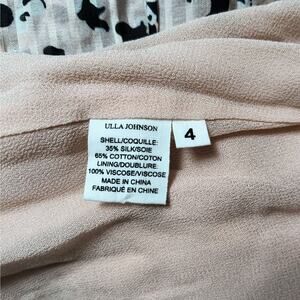 ULLA JOHNSON
4
SHELL/COQUILLE:
35% SILK/SOIE
65% COTTON/COTON
LINING/DOUBLURE:
100% VISCOSE/VISCOSE
MADE IN CHINA
FABRIQUÉ EN CHINE